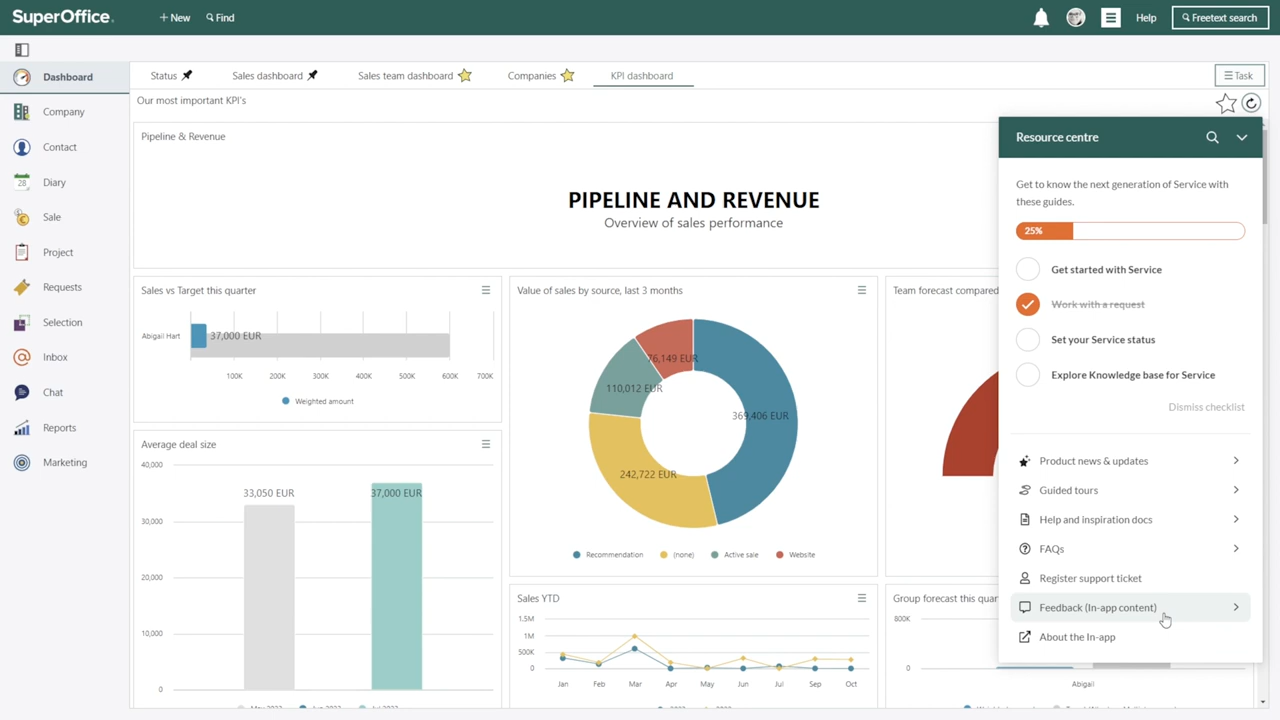 SuperOffice.
+ New
Find
Help
Freetext search
Dashboard
Company
Contact
Diary
28
Sale
Project
Requests
Selection
Inbox
Chat
Reports
Marketing
Status
Sales dashboard
Sales team dashboard
Companies
KPI dashboard
Task
Our most important KPI's
Pipeline & Revenue
PIPELINE AND REVENUE
Overview of sales performance
Sales vs Target this quarter
Abigail Hart
37,000 EUR
100K 200K 300K 400K 500K 600K 700K
Weighted amount
Average deal size
40,000
30,000
20,000
10,000
0
33,050 EUR
37,000 EUR
Value of sales by source, last 3 months
76,149 EUR
110,012 EUR
369,406 EUR
242,722 EUR
Recommendation (none) Active sale Website
Sales YTD
1.5M
1M
500K
0
Jan Feb Mar Apr May Jun Jul Sep Oct
Team forecast compared
Group forecast this quar
800K
0
Abigail
Resource centre
Get to know the next generation of Service with
these guides.
25%
Get started with Service
Work with a request
Set your Service status
Explore Knowledge base for Service
Dismiss checklist
Product news & updates
Guided tours
Help and inspiration docs
FAQs
Register support ticket
Feedback (In-app content)
About the In-app